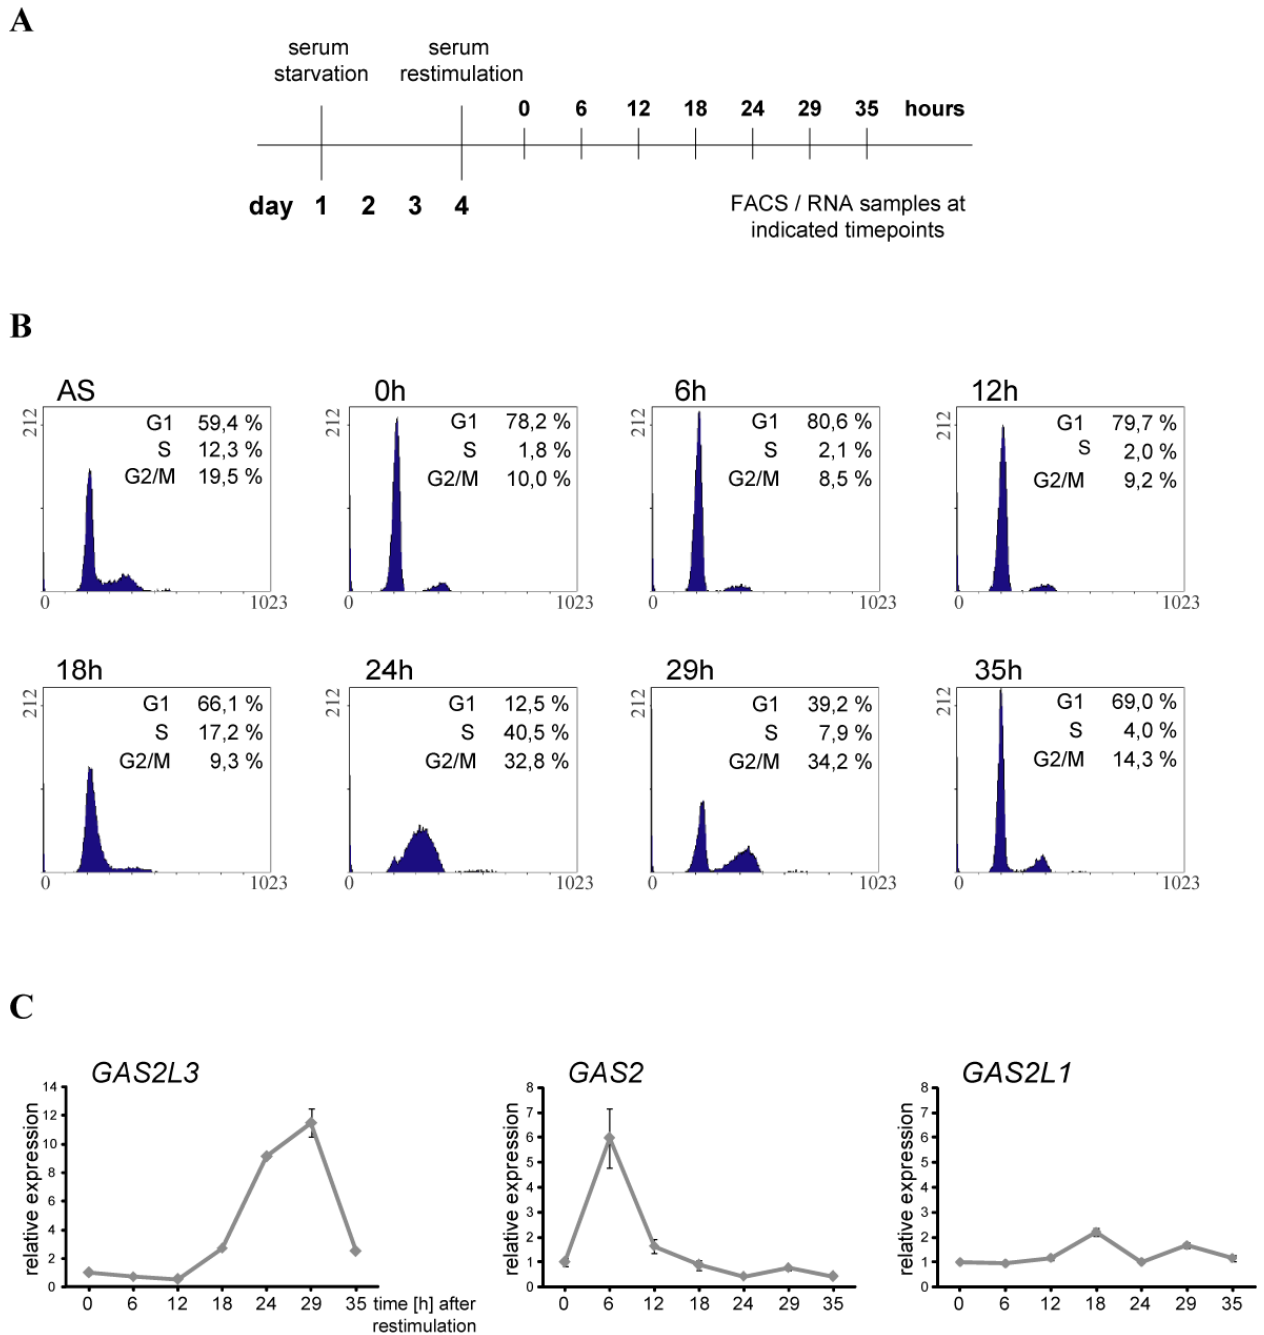 A
serum
starvation
serum
restimulation
0 6 12 18 24 29 35 hours
day 1 2 3 4
FACS / RNA samples at
indicated timepoints
B
AS
212
G1 59,4 %
S 12,3 %
G2/M 19,5 %
0 1023
0h
212
G1 78,2 %
S 1,8 %
G2/M 10,0 %
0 1023
6h
212
G1 80,6 %
S 2,1 %
G2/M 8,5 %
0 1023
12h
212
G1 79,7 %
S 2,0 %
G2/M 9,2 %
0 1023
18h
212
G1 66,1 %
S 17,2 %
G2/M 9,3 %
0 1023
24h
212
G1 12,5 %
S 40,5 %
G2/M 32,8 %
0 1023
29h
212
G1 39,2 %
S 7,9 %
G2/M 34,2 %
0 1023
35h
212
G1 69,0 %
S 4,0 %
G2/M 14,3 %
0 1023
C
GAS2L3
relative expression
14
12
10
8
6
4
2
0
0 6 12 18 24 29 35
time [h] after
restimulation
GAS2
relative expression
8
7
6
5
4
3
2
1
0
0 6 12 18 24 29 35
GAS2L1
relative expression
8
7
6
5
4
3
2
1
0
0 6 12 18 24 29 35